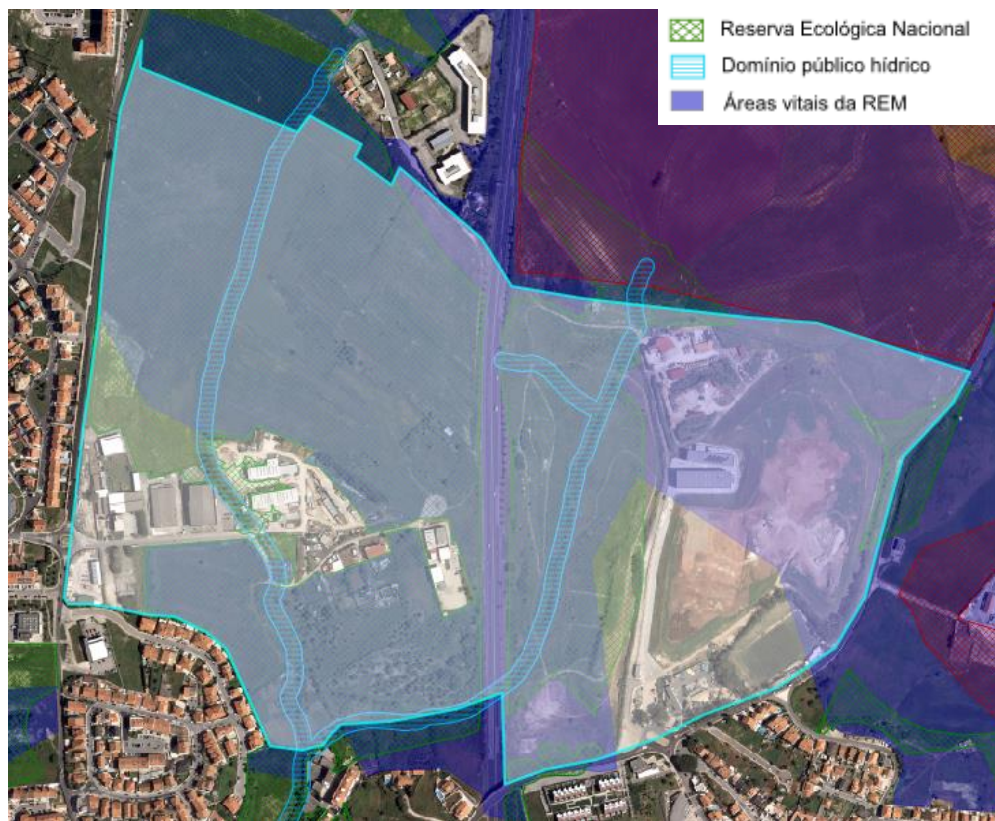 Reserva Ecológica Nacional
Domínio público hídrico
Áreas vitais da REM